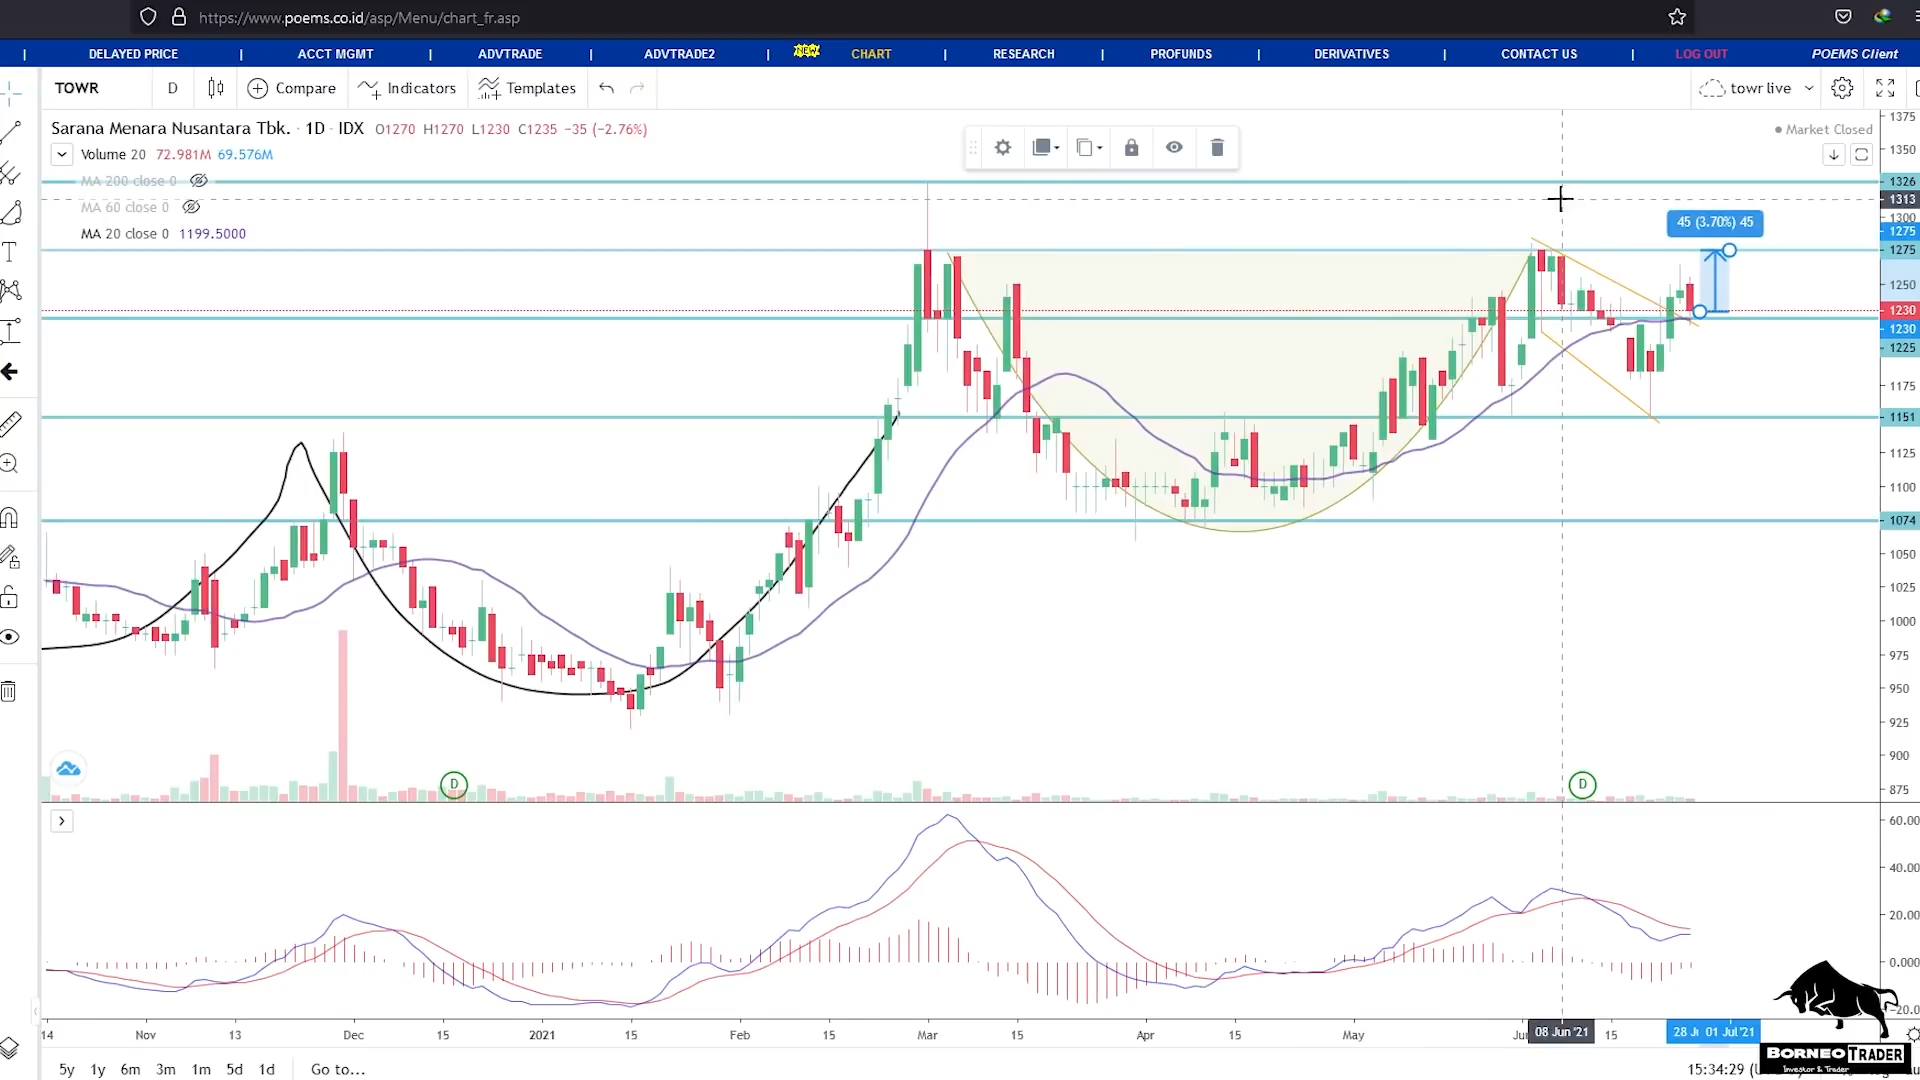 https://www.poems.co.id/asp/Menu/chart_fr.asp
DELAYED PRICE | ACCT MGMT | ADVTRADE | ADVTRADE2 | NEW CHART | RESEARCH | PROFUNDS | DERIVATIVES | CONTACT US | LOG OUT POEMS Client
TOWR D Compare Indicators Templates towr live
Sarana Menara Nusantara Tbk. · 1D · IDX O1270 H1270 L1230 C1235 −35 (−2.76%)
Market Closed
Volume 20 72.981M 69.576M
MA 200 close 0
MA 60 close 0
MA 20 close 0 1199.5000
45 (3.70%) 45
1375
1350
1326
1313
1300
1275
1275
1250
1230
1230
1225
1175
1151
1125
1100
1074
1050
1025
1000
975
950
925
900
875
D D
60.00
40.00
20.00
0.000
14 Nov 13 Dec 15 2021 15 Feb 15 Mar 15 Apr 15 May 08 Jun '21 15 01 Jul '21
5y 1y 6m 3m 1m 5d 1d Go to... 15:34:29
BORNEO TRADER
Investor & Trader